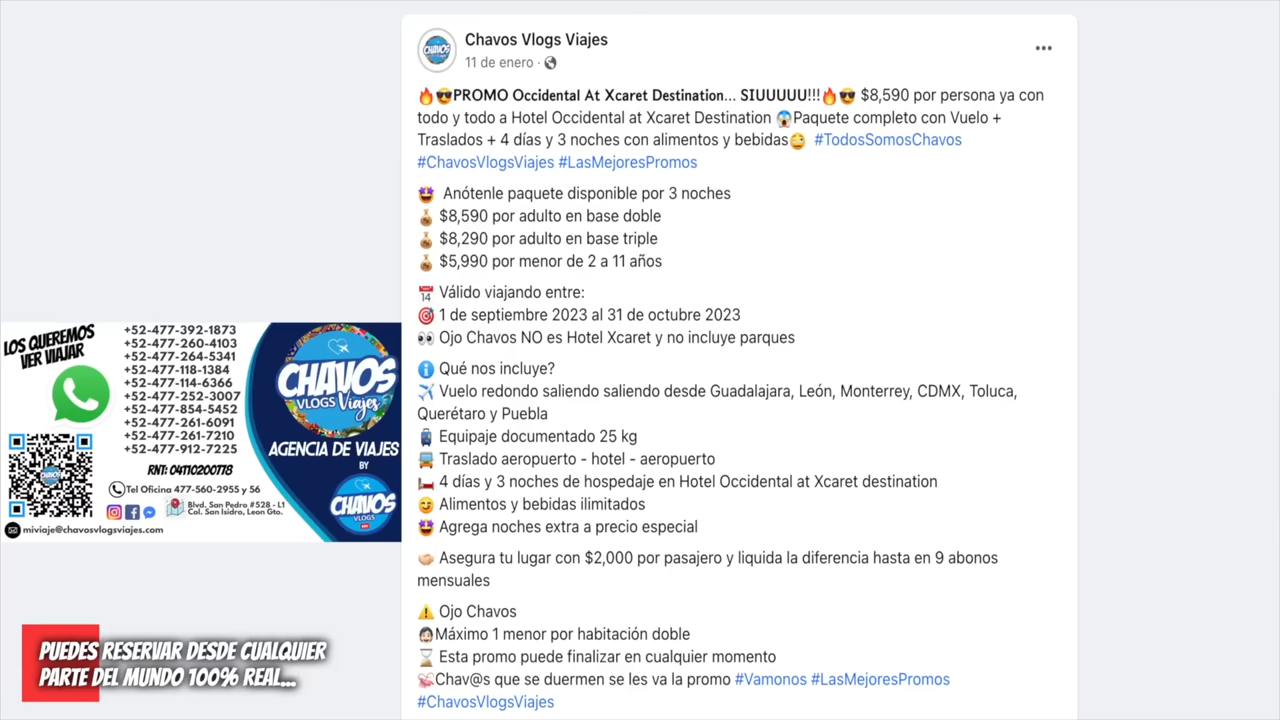 Chavos Vlogs Viajes
11 de enero ·
🔥😎PROMO Occidental At Xcaret Destination... SIUUUUU!!!🔥😎 $8,590 por persona ya con
todo y todo a Hotel Occidental at Xcaret Destination 😱Paquete completo con Vuelo +
Traslados + 4 días y 3 noches con alimentos y bebidas🤤 #TodosSomosChavos
#ChavosVlogsViajes #LasMejoresPromos
🤩 Anótenle paquete disponible por 3 noches
💰 $8,590 por adulto en base doble
💰 $8,290 por adulto en base triple
💰 $5,990 por menor de 2 a 11 años
📅 Válido viajando entre:
🎯 1 de septiembre 2023 al 31 de octubre 2023
👀 Ojo Chavos NO es Hotel Xcaret y no incluye parques
ℹ️ Qué nos incluye?
✈️ Vuelo redondo saliendo saliendo desde Guadalajara, León, Monterrey, CDMX, Toluca,
Querétaro y Puebla
🧳 Equipaje documentado 25 kg
🚍 Traslado aeropuerto - hotel - aeropuerto
🛏️ 4 días y 3 noches de hospedaje en Hotel Occidental at Xcaret destination
😋 Alimentos y bebidas ilimitados
🤩 Agrega noches extra a precio especial
🤝 Asegura tu lugar con $2,000 por pasajero y liquida la diferencia hasta en 9 abonos
mensuales
⚠️ Ojo Chavos
🧒🏻Máximo 1 menor por habitación doble
⏳ Esta promo puede finalizar en cualquier momento
💘Chav@s que se duermen se les va la promo #Vamonos #LasMejoresPromos
#ChavosVlogsViajes
LOS QUEREMOS
VER VIAJAR
+52-477-392-1873
+52-477-260-4103
+52-477-264-5341
+52-477-118-1384
+52-477-114-6366
+52-477-252-3007
+52-477-854-5452
+52-477-261-6091
+52-477-261-7210
+52-477-912-7225
RNT: 04110200778
Tel Oficina 477-560-2955 y 56
Blvd. San Pedro #528 - L1
Col. San Isidro, Leon Gto.
miviaje@chavosvlogsviajes.com
CHAVOS
VLOGS Viajes
AGENCIA DE VIAJES
BY
CHAVOS
VLOGS
PUEDES RESERVAR DESDE CUALQUIER
PARTE DEL MUNDO 100% REAL...